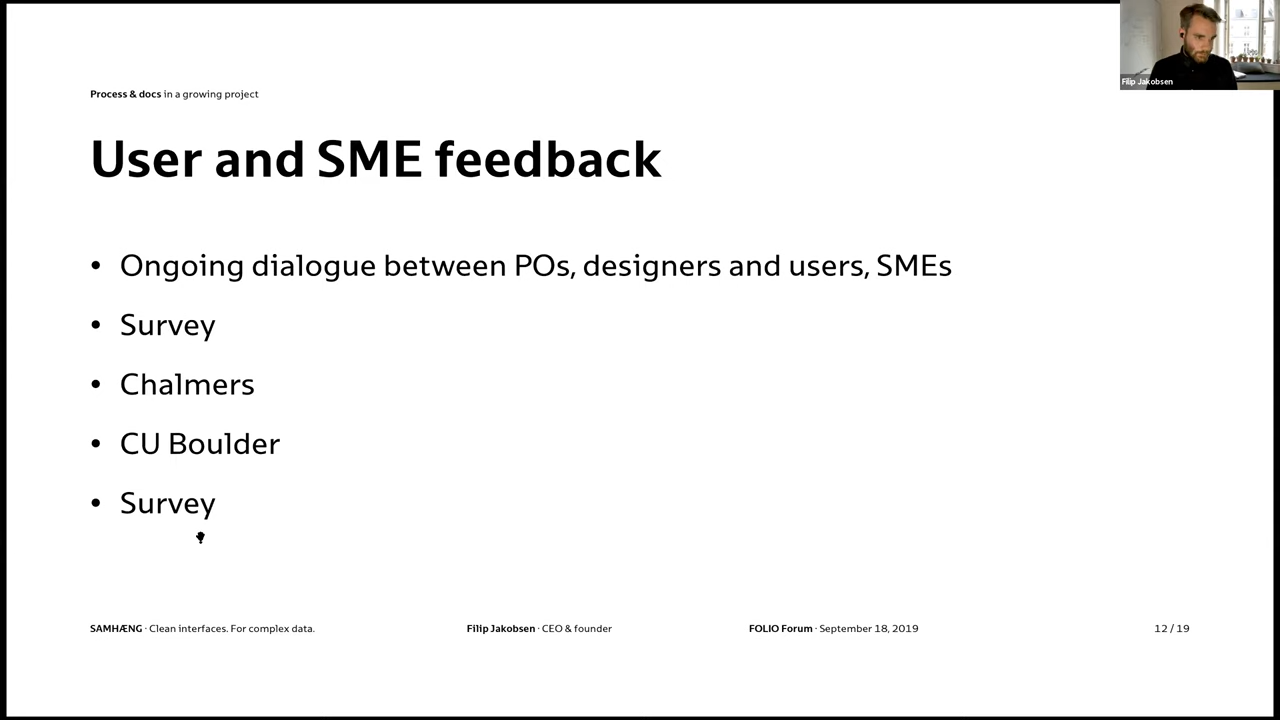 Filip Jakobsen
Process & docs in a growing project
User and SME feedback
• Ongoing dialogue between POs, designers and users, SMEs
• Survey
• Chalmers
• CU Boulder
• Survey
SAMHÆNG · Clean interfaces. For complex data.
Filip Jakobsen · CEO & founder
FOLIO Forum · September 18, 2019
12 / 19